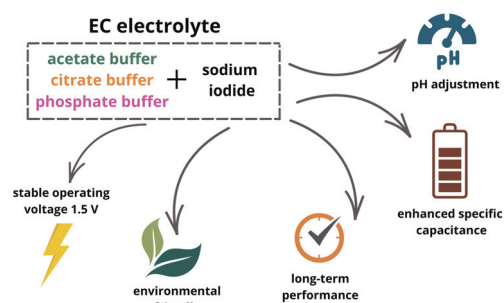 EC electrolyte
acetate buffer
citrate buffer
phosphate buffer
+
sodium
iodide
pH
pH adjustment
enhanced specific
capacitance
stable operating
voltage 1.5 V
long-term
performance
environmental